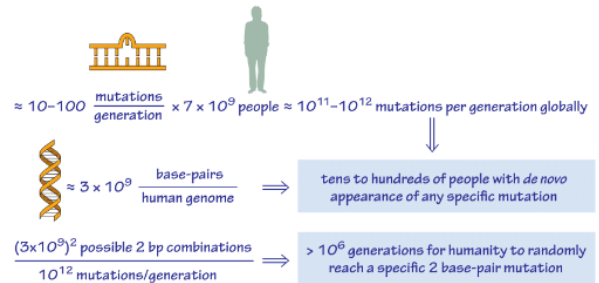 ≈ 10–100 mutations/generation × 7 × 10⁹ people ≈ 10¹¹–10¹² mutations per generation globally
≈ 3 × 10⁹ base-pairs/human genome ⇒ tens to hundreds of people with de novo
appearance of any specific mutation
(3x10⁹)² possible 2 bp combinations
10¹² mutations/generation
⇒ > 10⁶ generations for humanity to randomly
reach a specific 2 base-pair mutation